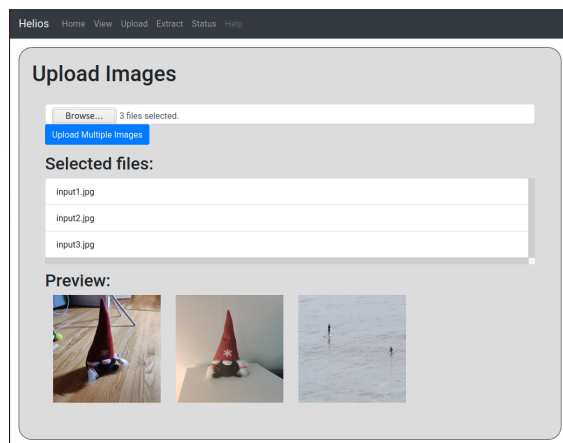 Helios Home View Upload Extract Status Help
Upload Images
Browse... 3 files selected.
Upload Multiple Images
Selected files:
input1.jpg
input2.jpg
input3.jpg
Preview: